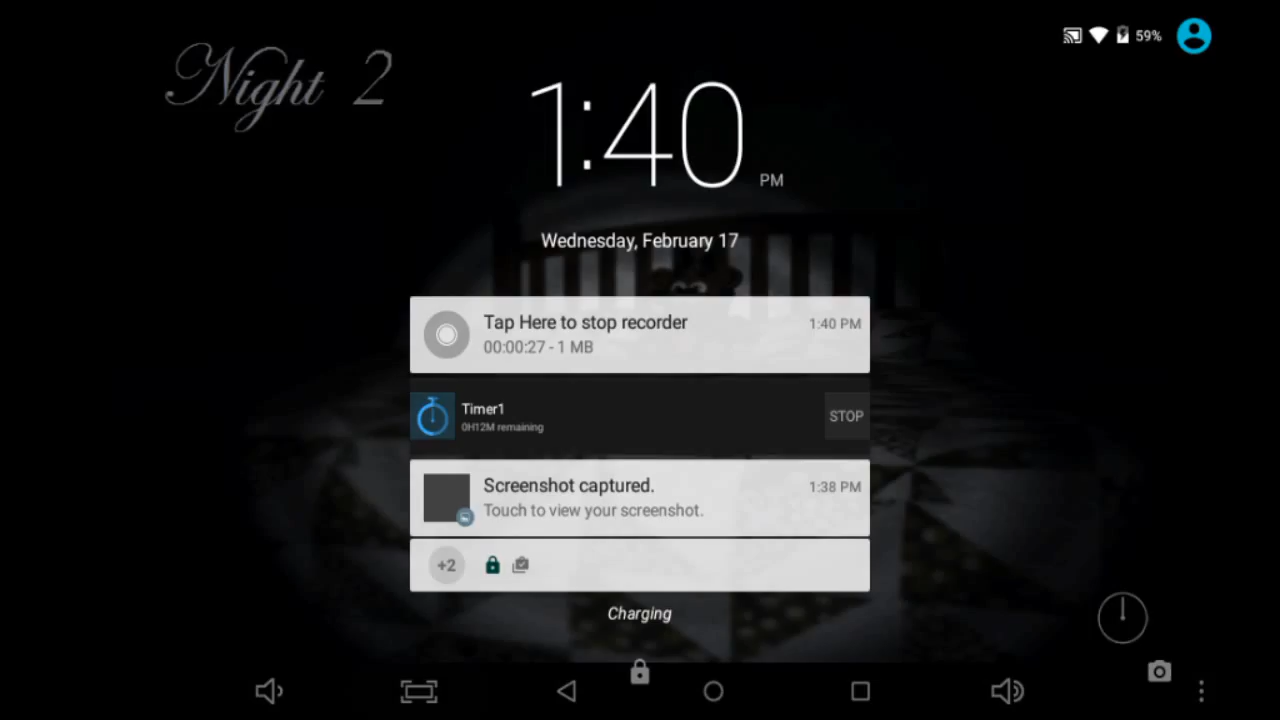 Night 2
59%
1:40 PM
Wednesday, February 17
Tap Here to stop recorder
1:40 PM
00:00:27 - 1 MB
Timer1
0H12M remaining
STOP
Screenshot captured.
1:38 PM
Touch to view your screenshot.
+2
Charging